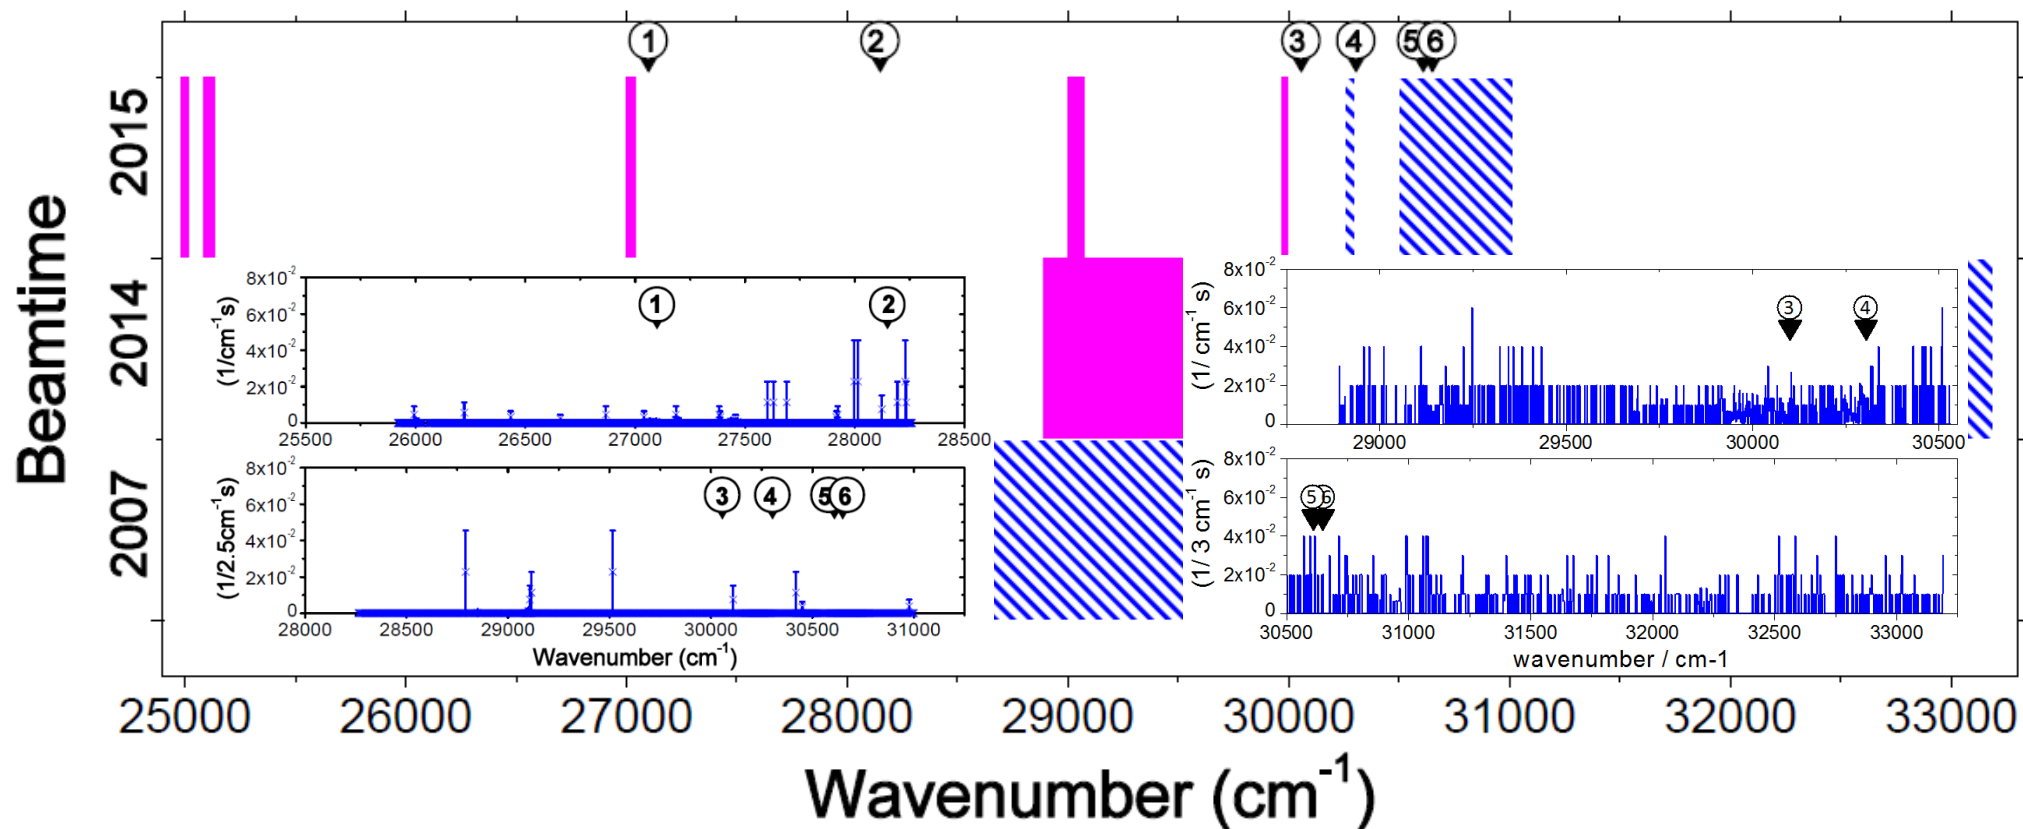 1 2 3 4 5 6
2015
2014
2007
Beamtime
8x10-2
6x10-2
4x10-2
2x10-2
0
(1/cm-1s)
1 2
25500 26000 26500 27000 27500 28000 28500
8x10-2
6x10-2
4x10-2
2x10-2
0
(1/ cm-1 s)
3 4
29000 29500 30000 30500
8x10-2
6x10-2
4x10-2
2x10-2
0
(1/2.5cm-1s)
3 4 5 6
28000 28500 29000 29500 30000 30500 31000
Wavenumber (cm-1)
8x10-2
6x10-2
4x10-2
2x10-2
0
(1/ 3 cm-1 s)
5 6
30500 31000 31500 32000 32500 33000
wavenumber / cm-1
25000 26000 27000 28000 29000 30000 31000 32000 33000
Wavenumber (cm-1)